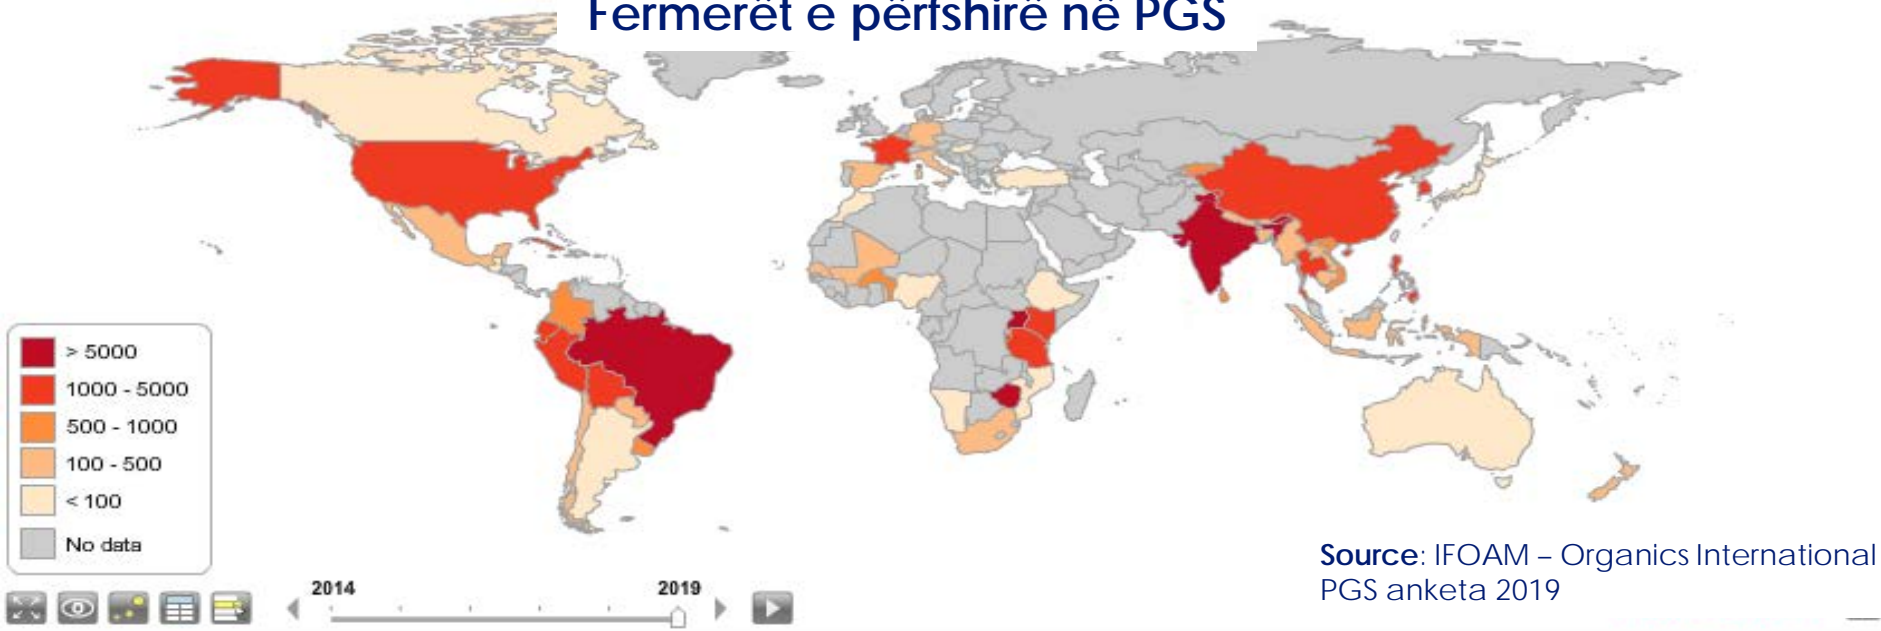 Fermerët e përfshirë në PGS
> 5000
1000 - 5000
500 - 1000
100 - 500
< 100
No data
2014
2019
Source: IFOAM – Organics International
PGS anketa 2019